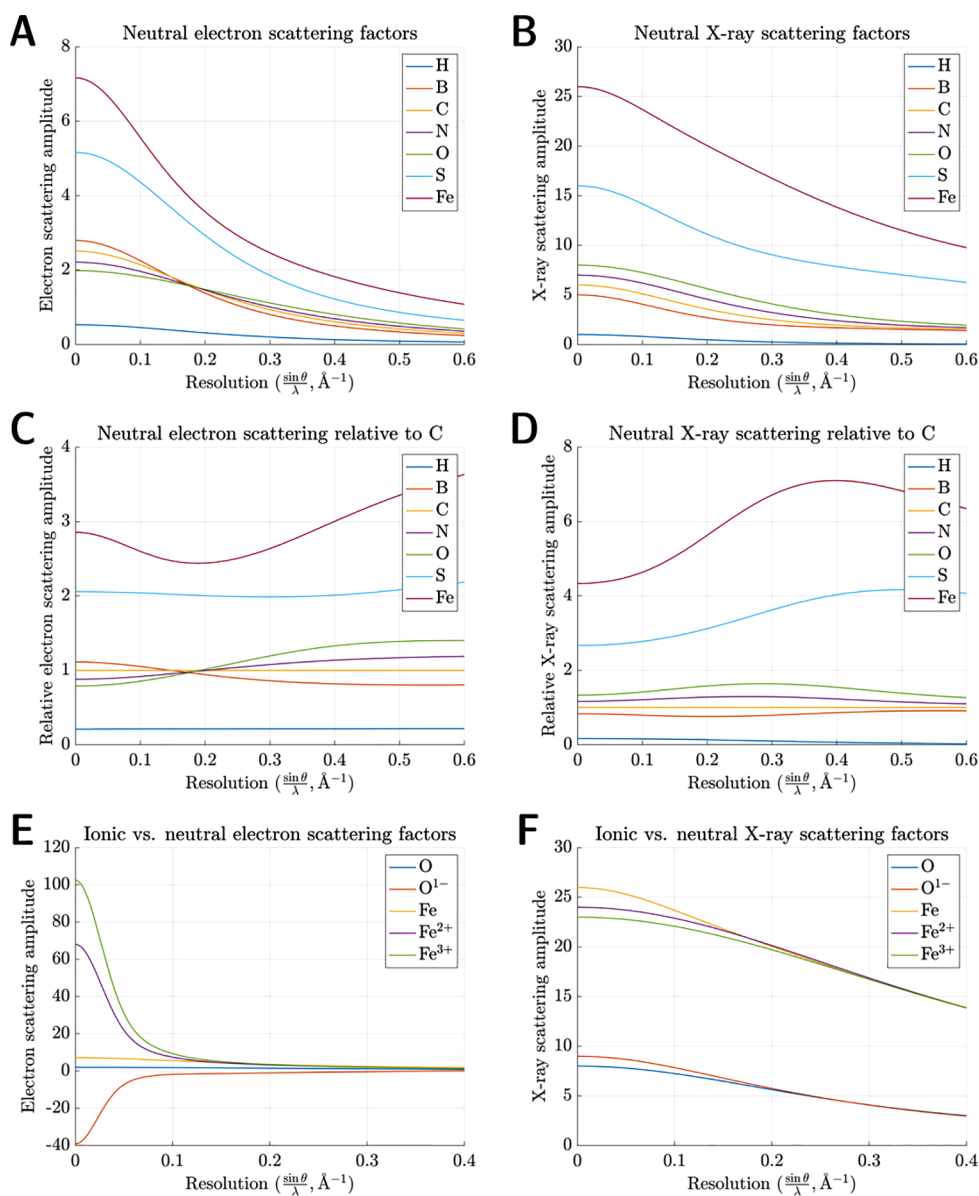 A
Neutral electron scattering factors
Electron scattering amplitude
8
6
4
2
0
0 0.1 0.2 0.3 0.4 0.5 0.6
Resolution (sin θ/λ, Å⁻¹)
H
B
C
N
O
S
Fe
B
Neutral X-ray scattering factors
X-ray scattering amplitude
30
25
20
15
10
5
0
0 0.1 0.2 0.3 0.4 0.5 0.6
Resolution (sin θ/λ, Å⁻¹)
H
B
C
N
O
S
Fe
C
Neutral electron scattering relative to C
Relative electron scattering amplitude
4
3
2
1
0
0 0.1 0.2 0.3 0.4 0.5 0.6
Resolution (sin θ/λ, Å⁻¹)
H
B
C
N
O
S
Fe
D
Neutral X-ray scattering relative to C
Relative X-ray scattering amplitude
8
6
4
2
0
0 0.1 0.2 0.3 0.4 0.5 0.6
Resolution (sin θ/λ, Å⁻¹)
H
B
C
N
O
S
Fe
E
Ionic vs. neutral electron scattering factors
Electron scattering amplitude
120
100
80
60
40
20
0
-20
-40
0 0.1 0.2 0.3 0.4
Resolution (sin θ/λ, Å⁻¹)
O
O¹⁻
Fe
Fe²⁺
Fe³⁺
F
Ionic vs. neutral X-ray scattering factors
X-ray scattering amplitude
30
25
20
15
10
5
0
0 0.1 0.2 0.3 0.4
Resolution (sin θ/λ, Å⁻¹)
O
O¹⁻
Fe
Fe²⁺
Fe³⁺